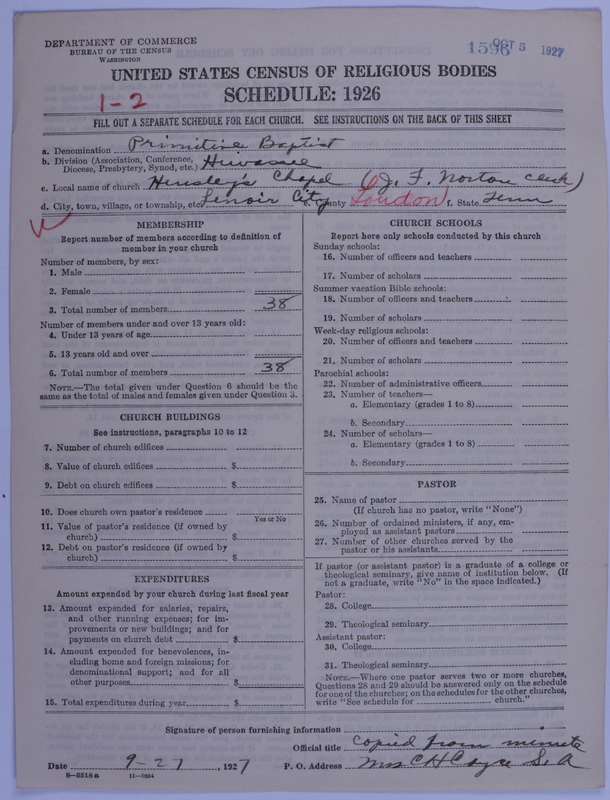 DEPARTMENT OF COMMERCE
BUREAU OF THE CENSUS
WASHINGTON
OCT 5 1927
UNITED STATES CENSUS OF RELIGIOUS BODIES
SCHEDULE: 1926
1-2
FILL OUT A SEPARATE SCHEDULE FOR EACH CHURCH. SEE INSTRUCTIONS ON THE BACK OF THIS SHEET
a. Denomination Primitive Baptist
b. Division (Association, Conference, Diocese, Presbytery, Synod, etc.) Hiwassee
c. Local name of church Hensley's Chapel (J. F. Norton clerk)
d. City, town, village, or township, etc. Lenoir City e. County Loudon f. State Tenn
MEMBERSHIP
Report number of members according to definition of
member in your church
Number of members, by sex:
1. Male
2. Female
3. Total number of members 38
Number of members under and over 13 years old:
4. Under 13 years of age
5. 13 years old and over
6. Total number of members 38
NOTE.—The total given under Question 6 should be the
same as the total of males and females given under Question 3.
CHURCH BUILDINGS
See instructions, paragraphs 10 to 12
7. Number of church edifices
8. Value of church edifices $
9. Debt on church edifices $
10. Does church own pastor's residence
Yes or No
11. Value of pastor's residence (if owned by
church) $
12. Debt on pastor's residence (if owned by
church) $
EXPENDITURES
Amount expended by your church during last fiscal year
13. Amount expended for salaries, repairs,
and other running expenses; for im-
provements or new buildings; and for
payments on church debt $
14. Amount expended for benevolences, in-
cluding home and foreign missions; for
denominational support; and for all
other purposes $
15. Total expenditures during year $
CHURCH SCHOOLS
Report here only schools conducted by this church
Sunday schools:
16. Number of officers and teachers
17. Number of scholars
Summer vacation Bible schools:
18. Number of officers and teachers
19. Number of scholars
Week-day religious schools:
20. Number of officers and teachers
21. Number of scholars
Parochial schools:
22. Number of administrative officers
23. Number of teachers—
a. Elementary (grades 1 to 8)
b. Secondary
24. Number of scholars—
a. Elementary (grades 1 to 8)
b. Secondary
PASTOR
25. Name of pastor
(If church has no pastor, write "None")
26. Number of ordained ministers, if any, em-
ployed as assistant pastors
27. Number of other churches served by the
pastor or his assistants
If pastor (or assistant pastor) is a graduate of a college or
theological seminary, give name of institution below. (If
not a graduate, write "No" in the space indicated.)
Pastor:
28. College
29. Theological seminary
Assistant pastor:
30. College
31. Theological seminary
NOTE.—Where one pastor serves two or more churches,
Questions 28 and 29 should be answered only on the schedule
for one of the churches; on the schedules for the other churches,
write "See schedule for church."
Signature of person furnishing information
Official title copied from minute
Date 9-27, 1927 P. O. Address Mrs C H Cayce S. A
8-5518 a 11-9664